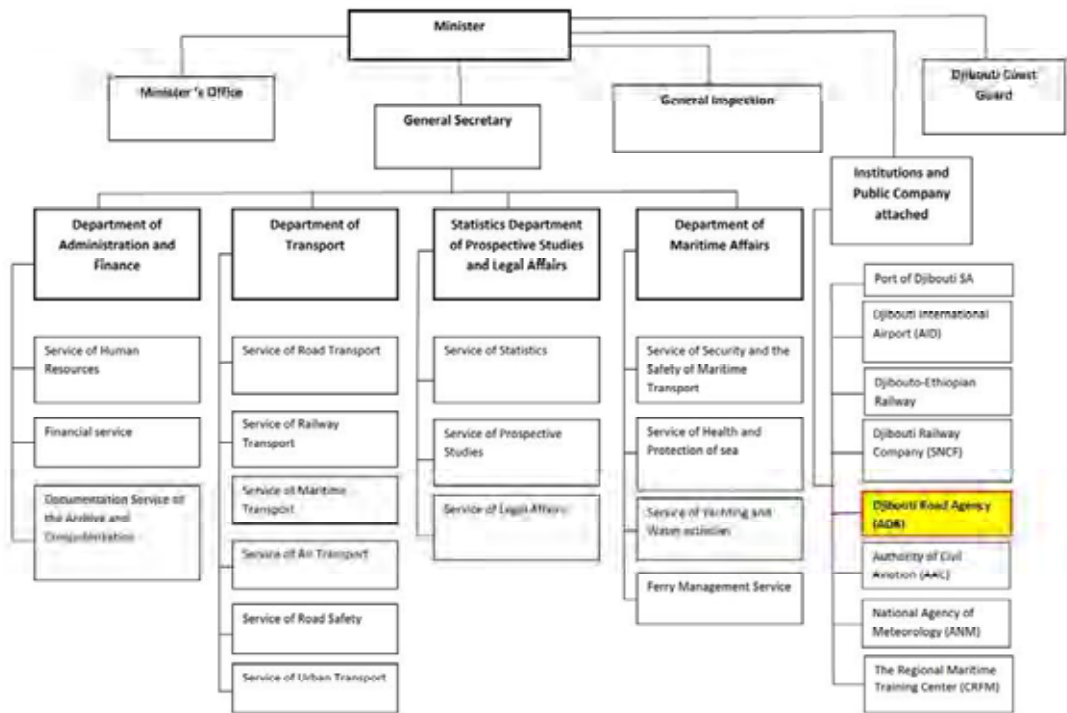 Minister
Minister 's Office
General Inspection
Djibouti Coast
Guard
General Secretary
Institutions and
Public Company
attached
Department of
Administration and
Finance
Service of Human
Resources
Financial service
Documentation Service of
the Archive and
Computerization
Department of
Transport
Service of Road Transport
Service of Railway
Transport
Service of Maritime
Transport
Service of Air Transport
Service of Road Safety
Service of Urban Transport
Statistics Department
of Prospective Studies
and Legal Affairs
Service of Statistics
Service of Prospective
Studies
Service of Legal Affairs
Department of
Maritime Affairs
Service of Security and the
Safety of Maritime
Transport
Service of Health and
Protection of sea
Service of Yachting and
Water activities
Ferry Management Service
Port of Djibouti SA
Djibouti International
Airport (AID)
Djibouto-Ethiopian
Railway
Djibouti Railway
Company (SNCF)
Djibouti Road Agency
(ADR)
Authority of Civil
Aviation (AAC)
National Agency of
Meteorology (ANM)
The Regional Maritime
Training Center (CRFM)